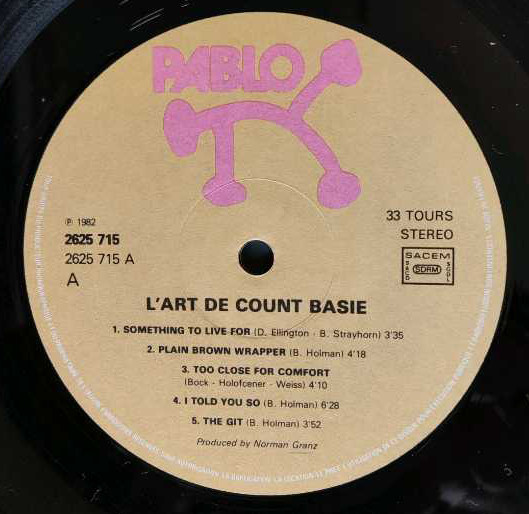 PABLO
℗ 1982
2625 715
2625 715 A
A
33 TOURS
STEREO
SACEM
SDRM
L'ART DE COUNT BASIE
1. SOMETHING TO LIVE FOR (D. Ellington - B. Strayhorn) 3'35
2. PLAIN BROWN WRAPPER (B. Holman) 4'18
3. TOO CLOSE FOR COMFORT
(Bock - Holofcener - Weiss) 4'10
4. I TOLD YOU SO (B. Holman) 6'28
5. THE GIT (B. Holman) 3'52
Produced by Norman Granz